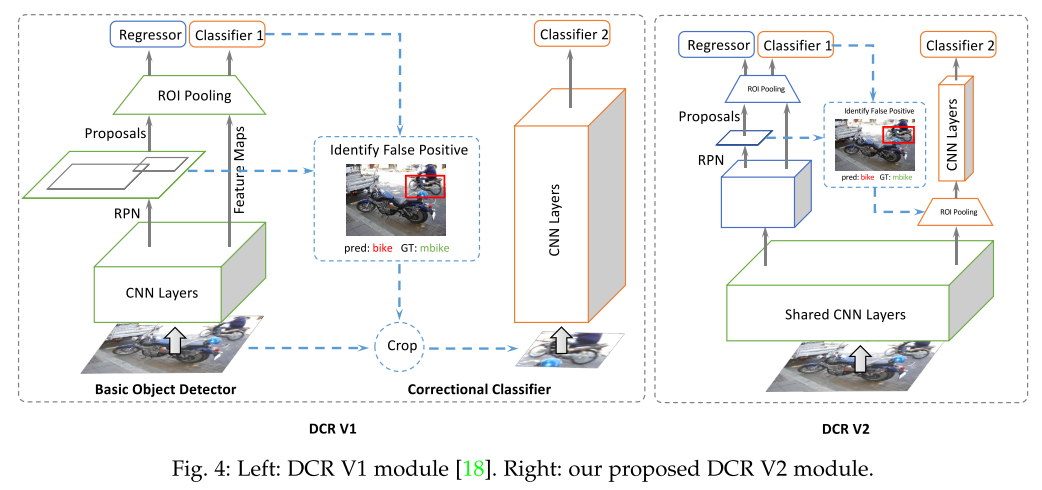 Regressor
Classifier 1
Classifier 2
ROI Pooling
Proposals
Feature Maps
RPN
CNN Layers
Identify False Positive
pred: bike GT: mbike
CNN Layers
Crop
Basic Object Detector
Correctional Classifier
DCR V1
Regressor
Classifier 1
Classifier 2
ROI Pooling
Proposals
RPN
Identify False Positive
pred: bike GT: mbike
CNN Layers
ROI Pooling
Shared CNN Layers
DCR V2
Fig. 4: Left: DCR V1 module [18]. Right: our proposed DCR V2 module.